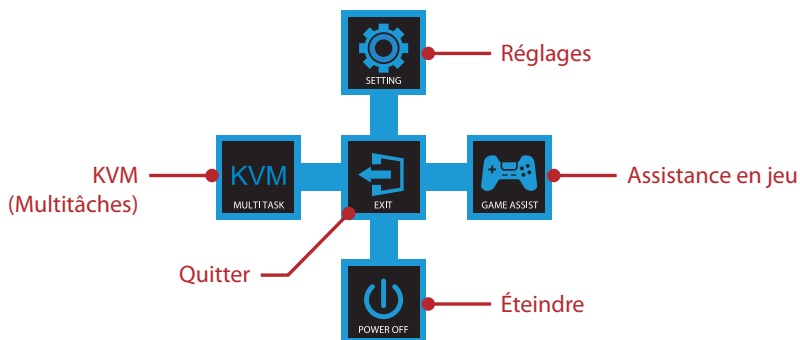 SETTING
Réglages
KVM
(Multitâches)
KVM
MULTI TASK
EXIT
GAME ASSIST
Assistance en jeu
Quitter
POWER OFF
Éteindre